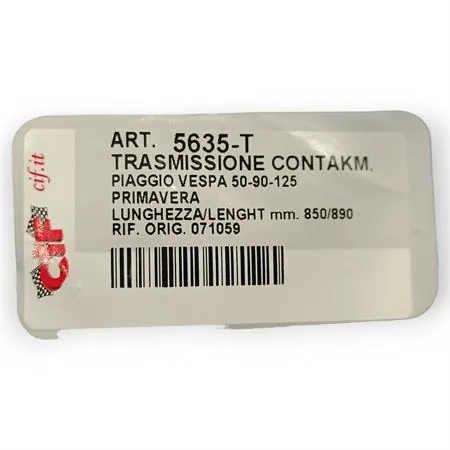 ART. 5635-T
TRASMISSIONE CONTAKM.
PIAGGIO VESPA 50-90-125
PRIMAVERA
LUNGHEZZA/LENGHT mm. 850/890
RIF. ORIG. 071059
CIF
cif.it